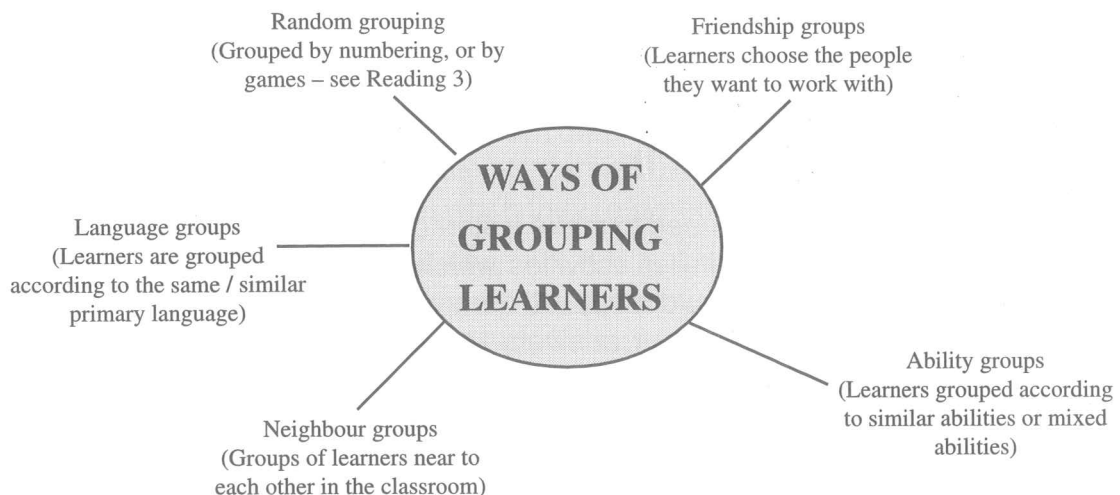 Random grouping
(Grouped by numbering, or by
games – see Reading 3)
Friendship groups
(Learners choose the people
they want to work with)
WAYS OF
GROUPING
LEARNERS
Language groups
(Learners are grouped
according to the same / similar
primary language)
Ability groups
(Learners grouped according
to similar abilities or mixed
abilities)
Neighbour groups
(Groups of learners near to
each other in the classroom)